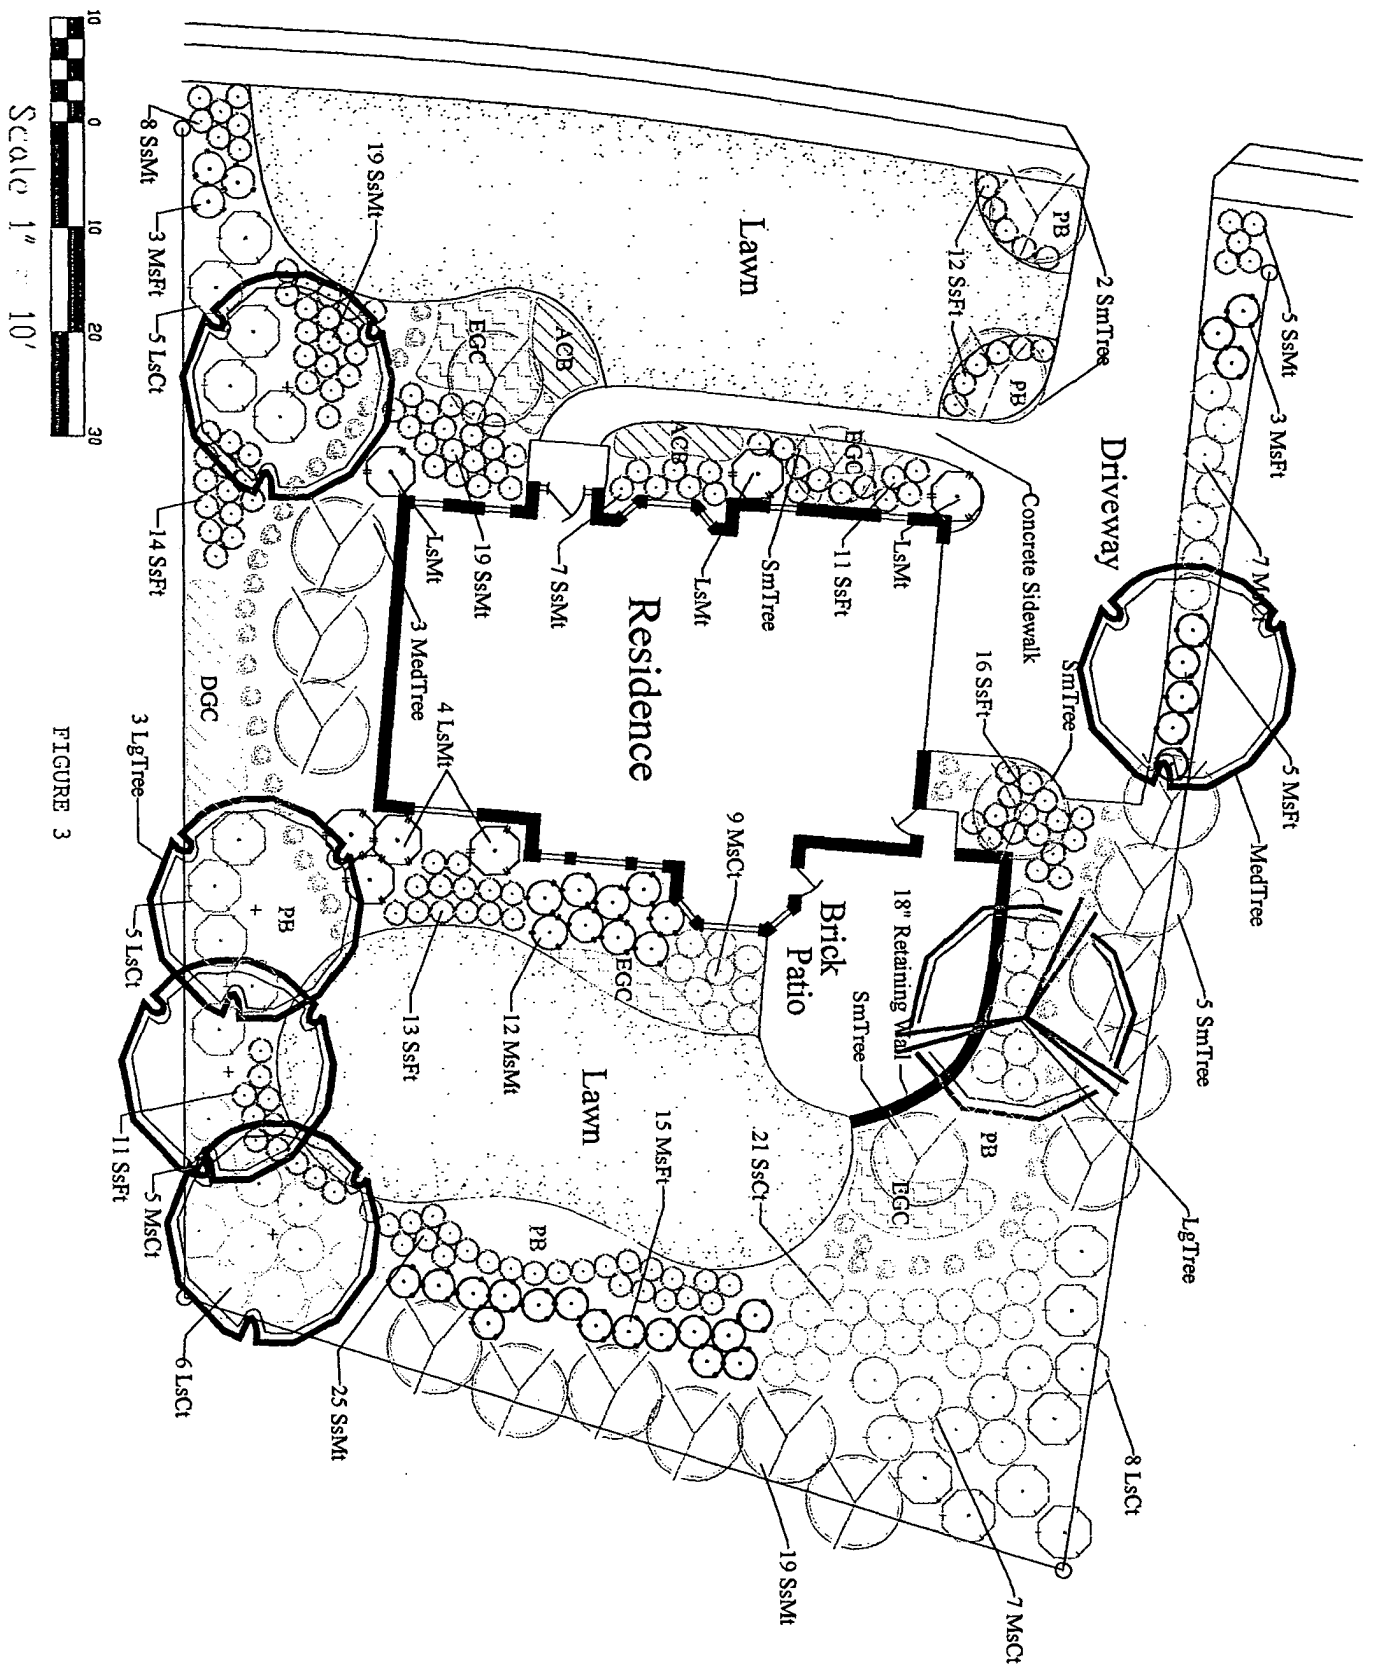 5 SsMt
3 MsFt
7 MsCt
5 MsFt
MedTree
5 SmTree
LgTree
8 LsCt
7 MsCt
2 SmTree
PB
PB
12 SsFt
Driveway
Concrete Sidewalk
SmTree
16 SsFt
18" Retaining Wall
Brick
Patio
SmTree
PB
EGC
21 SsCt
19 SsMt
Lawn
EGC
LsMt
11 SsFt
SmTree
ACB
LsMt
7 SsMt
Residence
9 MsCt
EGC
12 MsMt
13 SsFt
Lawn
15 MsFt
PB
25 SsMt
ACB
EGC
19 SsMt
19 SsMt
LsMt
3 MedTree
4 LsMt
8 SsMt
3 MsFt
5 LsCt
14 SsFt
DGC
3 LgTree
PB
5 LsCt
11 SsFt
5 MsCt
6 LsCt
10 0 10 20 30
Scale 1" = 10'
FIGURE 3